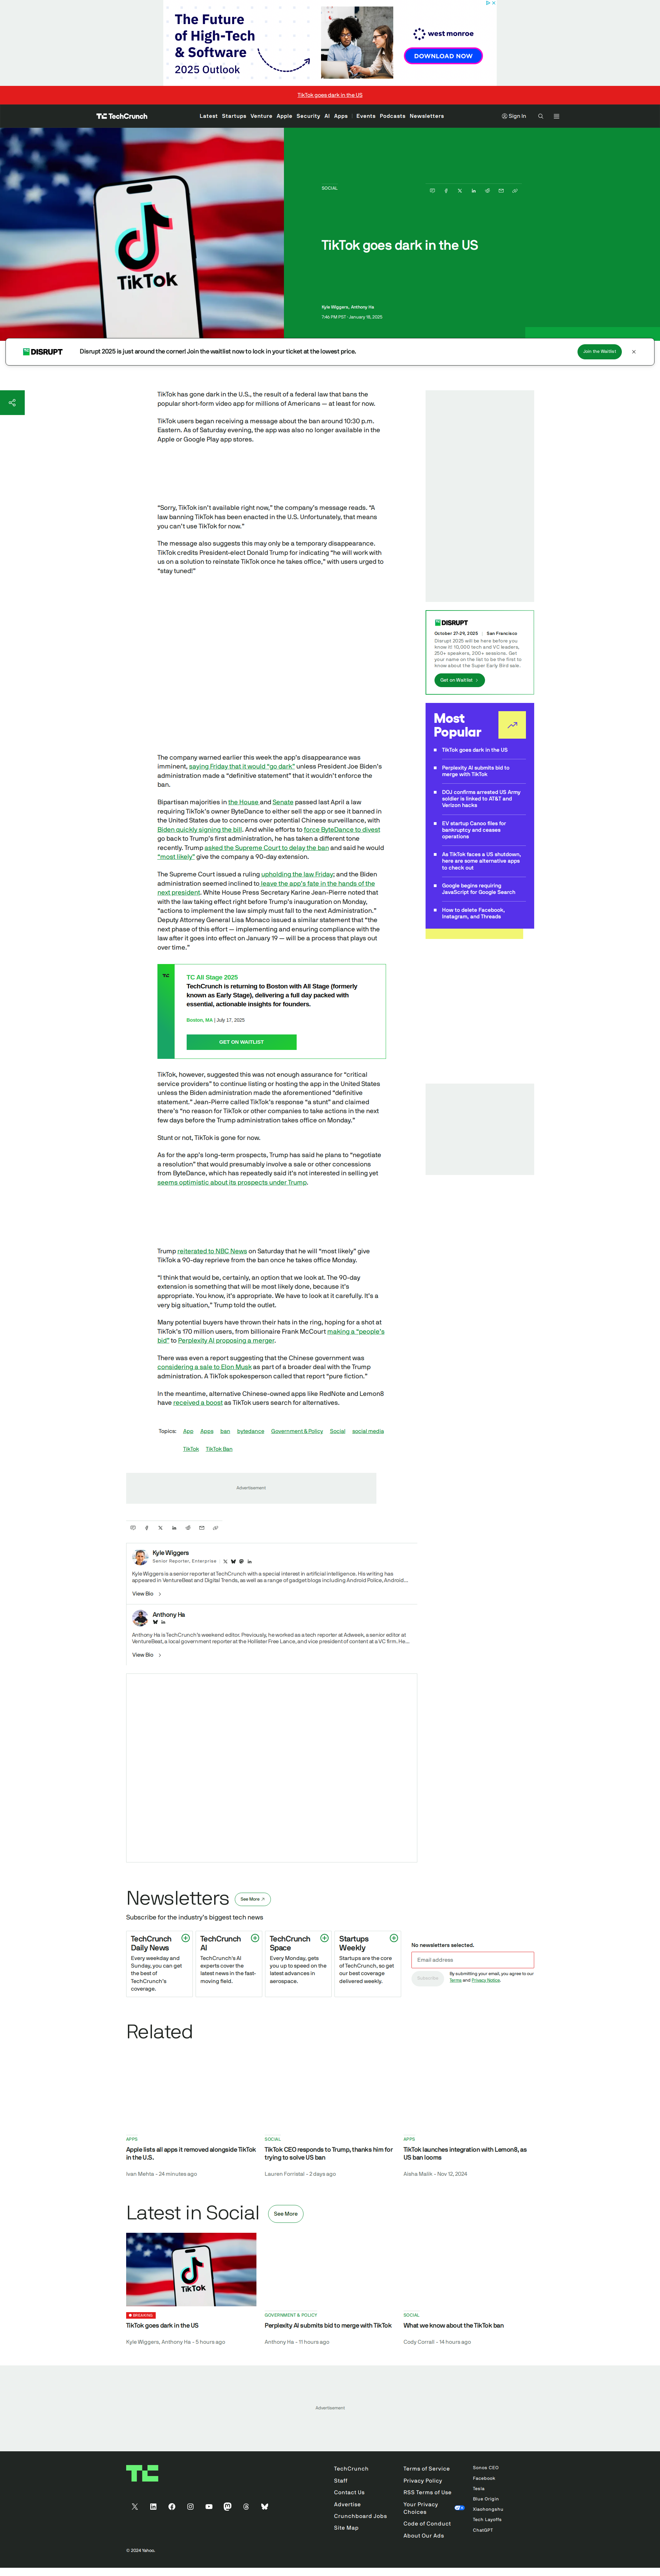 The Future
of High-Tech
& Software
2025 Outlook
west monroe
DOWNLOAD NOW
TikTok goes dark in the US
TechCrunch
Latest Startups Venture Apple Security AI Apps Events Podcasts Newsletters
Sign In
SOCIAL
TikTok goes dark in the US
TikTok
Kyle Wiggers, Anthony Ha
7:46 PM PST · January 18, 2025
DISRUPT
Disrupt 2025 is just around the corner! Join the waitlist now to lock in your ticket at the lowest price.
Join the Waitlist
TikTok has gone dark in the U.S., the result of a federal law that bans the
popular short-form video app for millions of Americans — at least for now.
TikTok users began receiving a message about the ban around 10:30 p.m.
Eastern. As of Saturday evening, the app was also no longer available in the
Apple or Google Play app stores.
“Sorry, TikTok isn’t available right now,” the company’s message reads. “A
law banning TikTok has been enacted in the U.S. Unfortunately, that means
you can’t use TikTok for now.”
The message also suggests this may only be a temporary disappearance.
TikTok credits President-elect Donald Trump for indicating “he will work with
us on a solution to reinstate TikTok once he takes office,” with users urged to
“stay tuned!”
The company warned earlier this week the app’s disappearance was
imminent, saying Friday that it would “go dark” unless President Joe Biden’s
administration made a “definitive statement” that it wouldn’t enforce the
ban.
Bipartisan majorities in the House and Senate passed last April a law
requiring TikTok’s owner ByteDance to either sell the app or see it banned in
the United States due to concerns over potential Chinese surveillance, with
Biden quickly signing the bill. And while efforts to force ByteDance to divest
go back to Trump’s first administration, he has taken a different tack more
recently. Trump asked the Supreme Court to delay the ban and said he would
“most likely” give the company a 90-day extension.
The Supreme Court issued a ruling upholding the law Friday; and the Biden
administration seemed inclined to leave the app’s fate in the hands of the
next president. White House Press Secretary Karine Jean-Pierre noted that
with the law taking effect right before Trump’s inauguration on Monday,
“actions to implement the law simply must fall to the next Administration.”
Deputy Attorney General Lisa Monaco issued a similar statement that “the
next phase of this effort — implementing and ensuring compliance with the
law after it goes into effect on January 19 — will be a process that plays out
over time.”
TC All Stage 2025
TechCrunch is returning to Boston with All Stage (formerly
known as Early Stage), delivering a full day packed with
essential, actionable insights for founders.
Boston, MA | July 17, 2025
GET ON WAITLIST
TikTok, however, suggested this was not enough assurance for “critical
service providers” to continue listing or hosting the app in the United States
unless the Biden administration made the aforementioned “definitive
statement.” Jean-Pierre called TikTok’s response “a stunt” and claimed
there’s “no reason for TikTok or other companies to take actions in the next
few days before the Trump administration takes office on Monday.”
Stunt or not, TikTok is gone for now.
As for the app’s long-term prospects, Trump has said he plans to “negotiate
a resolution” that would presumably involve a sale or other concessions
from ByteDance, which has repeatedly said it’s not interested in selling yet
seems optimistic about its prospects under Trump.
Trump reiterated to NBC News on Saturday that he will “most likely” give
TikTok a 90-day reprieve from the ban once he takes office Monday.
“I think that would be, certainly, an option that we look at. The 90-day
extension is something that will be most likely done, because it’s
appropriate. You know, it’s appropriate. We have to look at it carefully. It’s a
very big situation,” Trump told the outlet.
Many potential buyers have thrown their hats in the ring, hoping for a shot at
TikTok’s 170 million users, from billionaire Frank McCourt making a “people’s
bid” to Perplexity AI proposing a merger.
There was even a report suggesting that the Chinese government was
considering a sale to Elon Musk as part of a broader deal with the Trump
administration. A TikTok spokesperson called that report “pure fiction.”
In the meantime, alternative Chinese-owned apps like RedNote and Lemon8
have received a boost as TikTok users search for alternatives.
Topics: App Apps ban bytedance Government & Policy Social social media
TikTok TikTok Ban
Advertisement
DISRUPT
October 27-29, 2025 | San Francisco
Disrupt 2025 will be here before you
know it! 10,000 tech and VC leaders,
250+ speakers, 200+ sessions. Get
your name on the list to be the first to
know about the Super Early Bird sale.
Get on Waitlist
Most
Popular
TikTok goes dark in the US
Perplexity AI submits bid to
merge with TikTok
DOJ confirms arrested US Army
soldier is linked to AT&T and
Verizon hacks
EV startup Canoo files for
bankruptcy and ceases
operations
As TikTok faces a US shutdown,
here are some alternative apps
to check out
Google begins requiring
JavaScript for Google Search
How to delete Facebook,
Instagram, and Threads
Kyle Wiggers
Senior Reporter, Enterprise
Kyle Wiggers is a senior reporter at TechCrunch with a special interest in artificial intelligence. His writing has
appeared in VentureBeat and Digital Trends, as well as a range of gadget blogs including Android Police, Android…
View Bio
Anthony Ha
Anthony Ha is TechCrunch’s weekend editor. Previously, he worked as a tech reporter at Adweek, a senior editor at
VentureBeat, a local government reporter at the Hollister Free Lance, and vice president of content at a VC firm. He…
View Bio
Newsletters
See More
Subscribe for the industry’s biggest tech news
TechCrunch
Daily News
Every weekday and
Sunday, you can get
the best of
TechCrunch’s
coverage.
TechCrunch
AI
TechCrunch’s AI
experts cover the
latest news in the fast-
moving field.
TechCrunch
Space
Every Monday, gets
you up to speed on the
latest advances in
aerospace.
Startups
Weekly
Startups are the core
of TechCrunch, so get
our best coverage
delivered weekly.
No newsletters selected.
Email address
Subscribe
By submitting your email, you agree to our
Terms and Privacy Notice.
Related
APPS
Apple lists all apps it removed alongside TikTok
in the U.S.
Ivan Mehta - 24 minutes ago
SOCIAL
TikTok CEO responds to Trump, thanks him for
trying to solve US ban
Lauren Forristal - 2 days ago
APPS
TikTok launches integration with Lemon8, as
US ban looms
Aisha Malik - Nov 12, 2024
Latest in Social
See More
TikTok
BREAKING
TikTok goes dark in the US
Kyle Wiggers, Anthony Ha - 5 hours ago
GOVERNMENT & POLICY
Perplexity AI submits bid to merge with TikTok
Anthony Ha - 11 hours ago
SOCIAL
What we know about the TikTok ban
Cody Corrall - 14 hours ago
Advertisement
TechCrunch
Staff
Contact Us
Advertise
Crunchboard Jobs
Site Map
Terms of Service
Privacy Policy
RSS Terms of Use
Your Privacy
Choices
Code of Conduct
About Our Ads
Sonos CEO
Facebook
Tesla
Blue Origin
Xiaohongshu
Tech Layoffs
ChatGPT
© 2024 Yahoo.